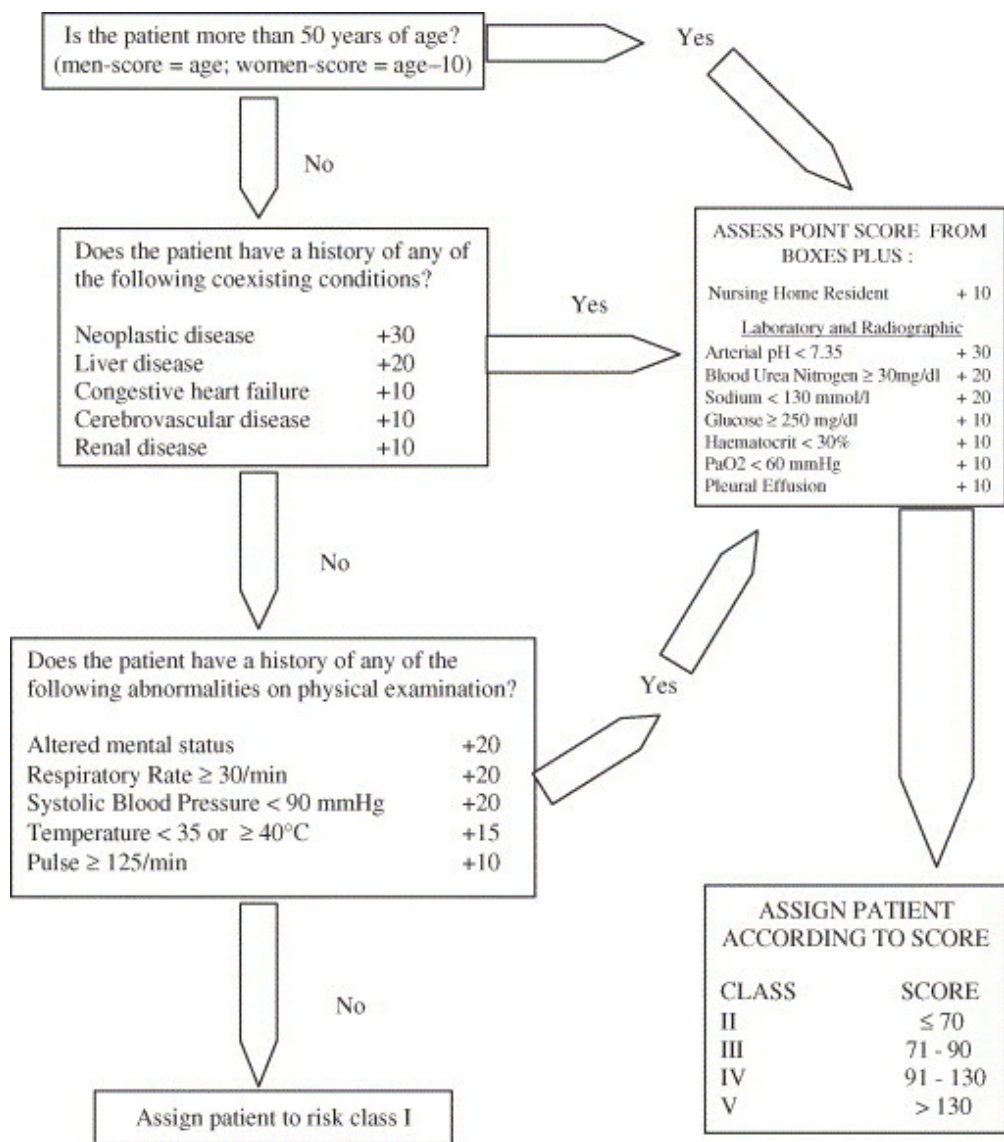 Is the patient more than 50 years of age?
(men-score = age; women-score = age–10)
Yes
No
Does the patient have a history of any of
the following coexisting conditions?
Neoplastic disease +30
Liver disease +20
Congestive heart failure +10
Cerebrovascular disease +10
Renal disease +10
Yes
ASSESS POINT SCORE FROM
BOXES PLUS :
Nursing Home Resident + 10
Laboratory and Radiographic
Arterial pH < 7.35 + 30
Blood Urea Nitrogen ≥ 30mg/dl + 20
Sodium < 130 mmol/l + 20
Glucose ≥ 250 mg/dl + 10
Haematocrit < 30% + 10
PaO2 < 60 mmHg + 10
Pleural Effusion + 10
No
Does the patient have a history of any of the
following abnormalities on physical examination?
Altered mental status +20
Respiratory Rate ≥ 30/min +20
Systolic Blood Pressure < 90 mmHg +20
Temperature < 35 or ≥ 40°C +15
Pulse ≥ 125/min +10
Yes
No
Assign patient to risk class I
ASSIGN PATIENT
ACCORDING TO SCORE
CLASS SCORE
II ≤ 70
III 71 - 90
IV 91 - 130
V > 130